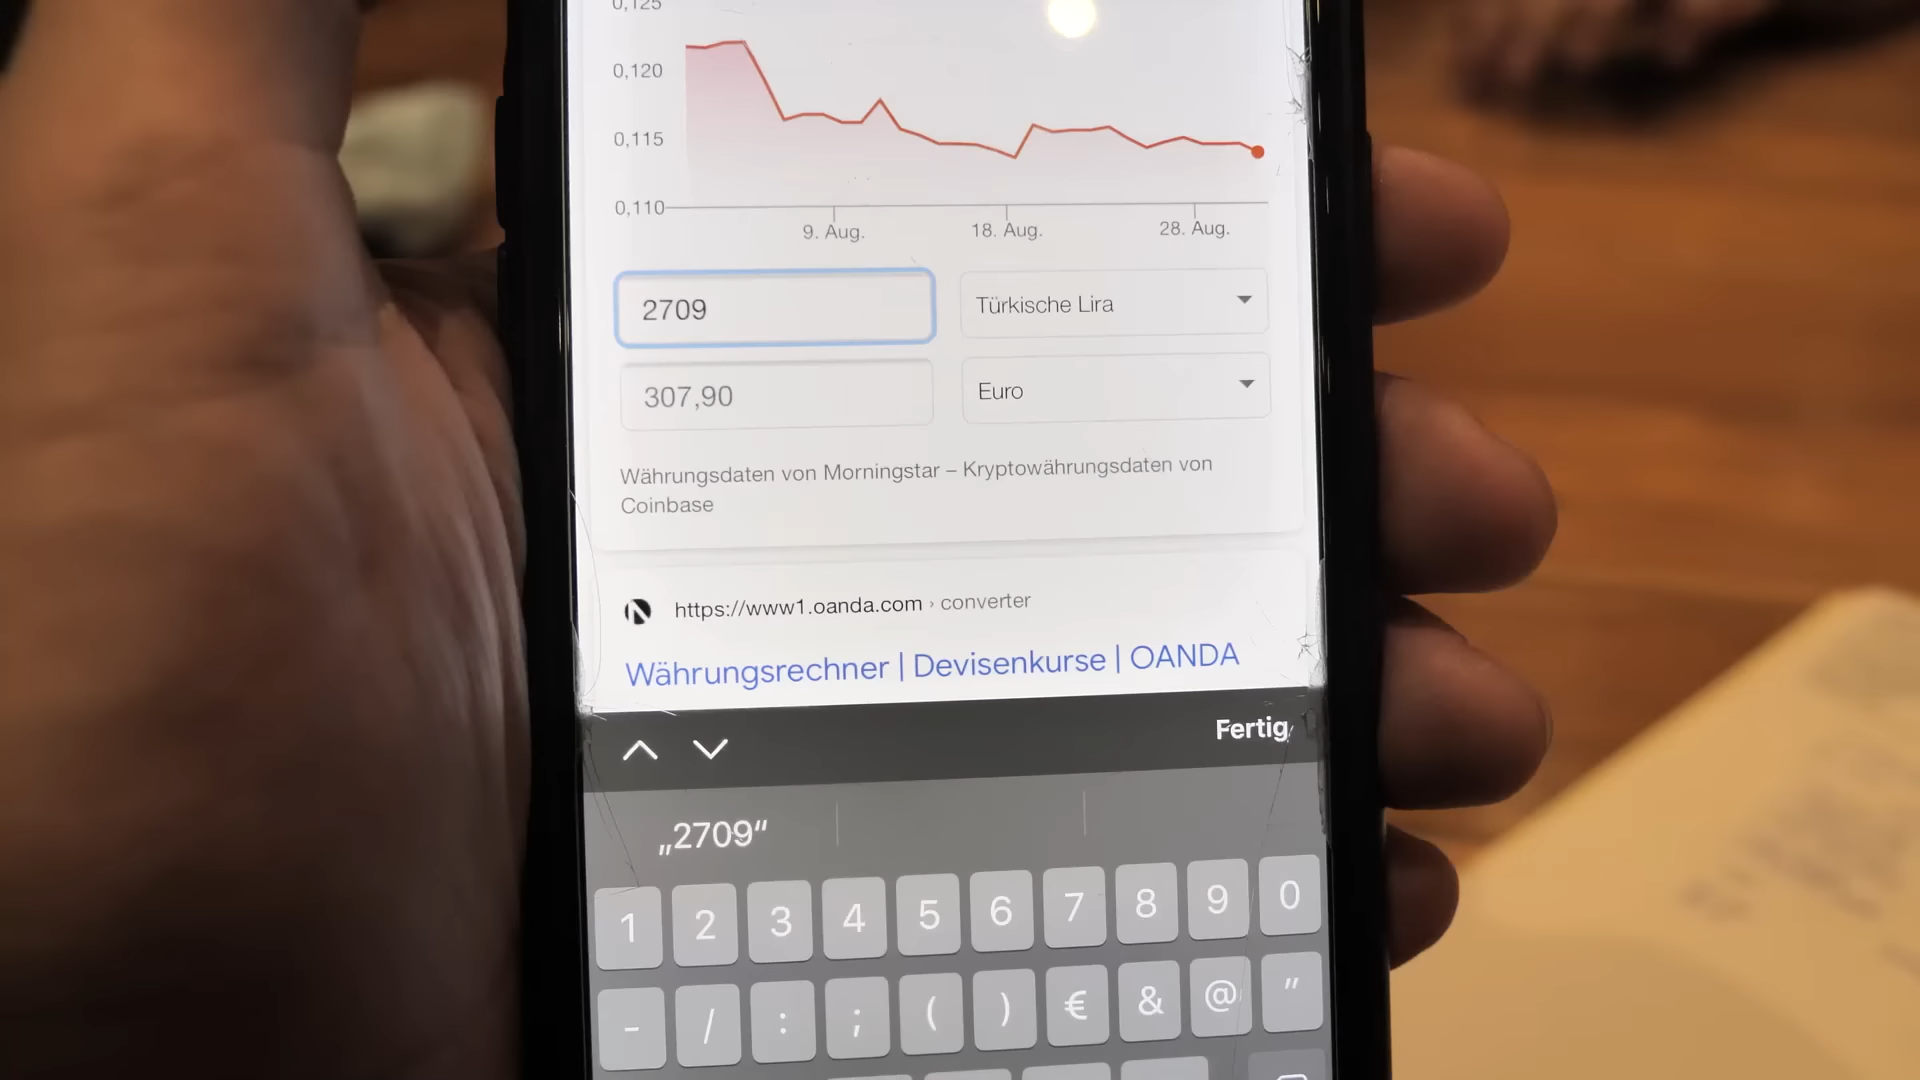 0,125
0,120
0,115
0,110
9. Aug. 18. Aug. 28. Aug.
2709 Türkische Lira
307,90 Euro
Währungsdaten von Morningstar – Kryptowährungsdaten von
Coinbase
https://www1.oanda.com › converter
Währungsrechner | Devisenkurse | OANDA
Fertig
„2709“
1 2 3 4 5 6 7 8 9 0
- / : ; ( ) € & @ "